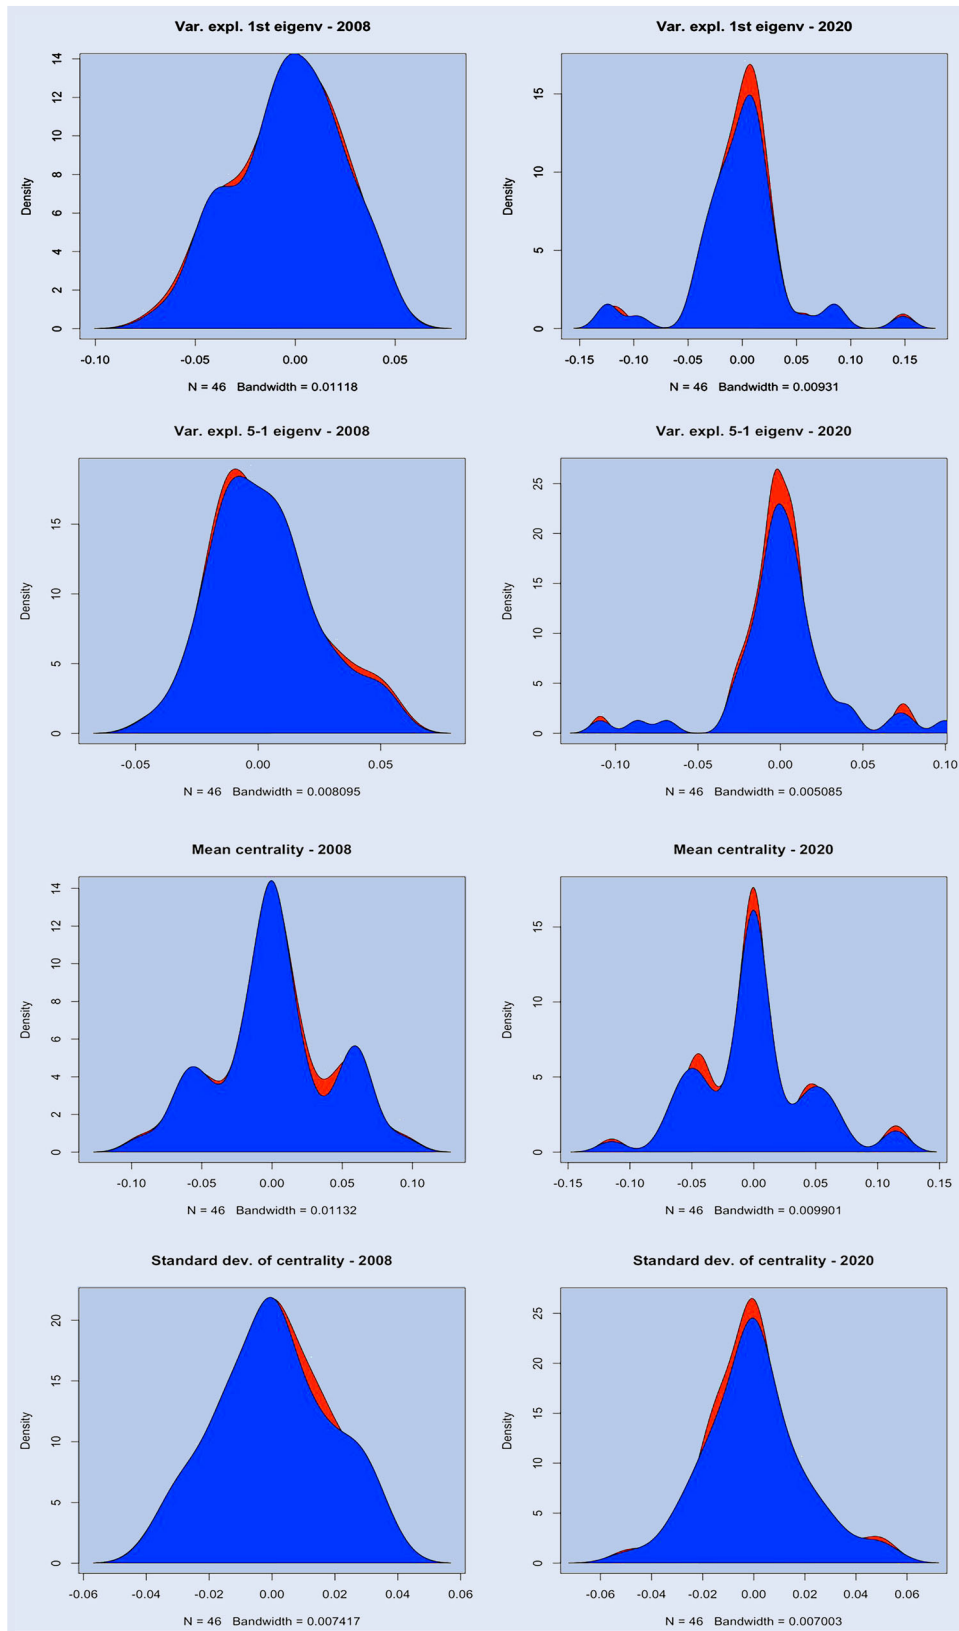 Var. expl. 1st eigenv - 2008
Density
0 2 4 6 8 10 12 14
-0.10 -0.05 0.00 0.05
N = 46 Bandwidth = 0.01118
Var. expl. 1st eigenv - 2020
Density
0 5 10 15
-0.15 -0.10 -0.05 0.00 0.05 0.10 0.15
N = 46 Bandwidth = 0.00931
Var. expl. 5-1 eigenv - 2008
Density
0 5 10 15
-0.05 0.00 0.05
N = 46 Bandwidth = 0.008095
Var. expl. 5-1 eigenv - 2020
Density
0 5 10 15 20 25
-0.10 -0.05 0.00 0.05 0.10
N = 46 Bandwidth = 0.005085
Mean centrality - 2008
Density
0 2 4 6 8 10 12 14
-0.10 -0.05 0.00 0.05 0.10
N = 46 Bandwidth = 0.01132
Mean centrality - 2020
Density
0 5 10 15
-0.15 -0.10 -0.05 0.00 0.05 0.10 0.15
N = 46 Bandwidth = 0.009901
Standard dev. of centrality - 2008
Density
0 5 10 15 20
-0.06 -0.04 -0.02 0.00 0.02 0.04 0.06
N = 46 Bandwidth = 0.007417
Standard dev. of centrality - 2020
Density
0 5 10 15 20 25
-0.06 -0.04 -0.02 0.00 0.02 0.04 0.06
N = 46 Bandwidth = 0.007003